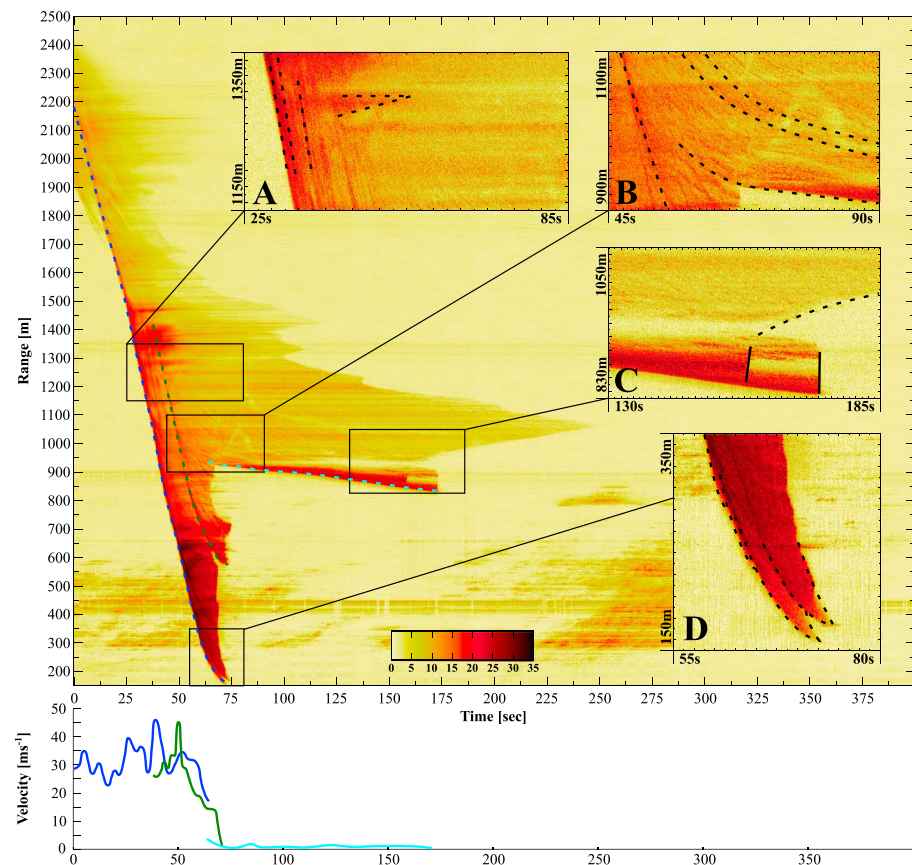 2500
2400
2300
2200
2100
2000
1900
1800
1700
1600
1500
1400
1300
1200
1100
1000
900
800
700
600
500
400
300
200
Range [m]
1350m
1150m
A
25s
85s
1100m
900m
B
45s
90s
1050m
830m
C
130s
185s
350m
150m
D
55s
80s
0 5 10 15 20 25 30 35
0 25 50 75 100 125 150 175 200 225 250 275 300 325 350 375
Time [sec]
50
40
30
20
10
0
Velocity [ms-1]
0 50 100 150 200 250 300 350